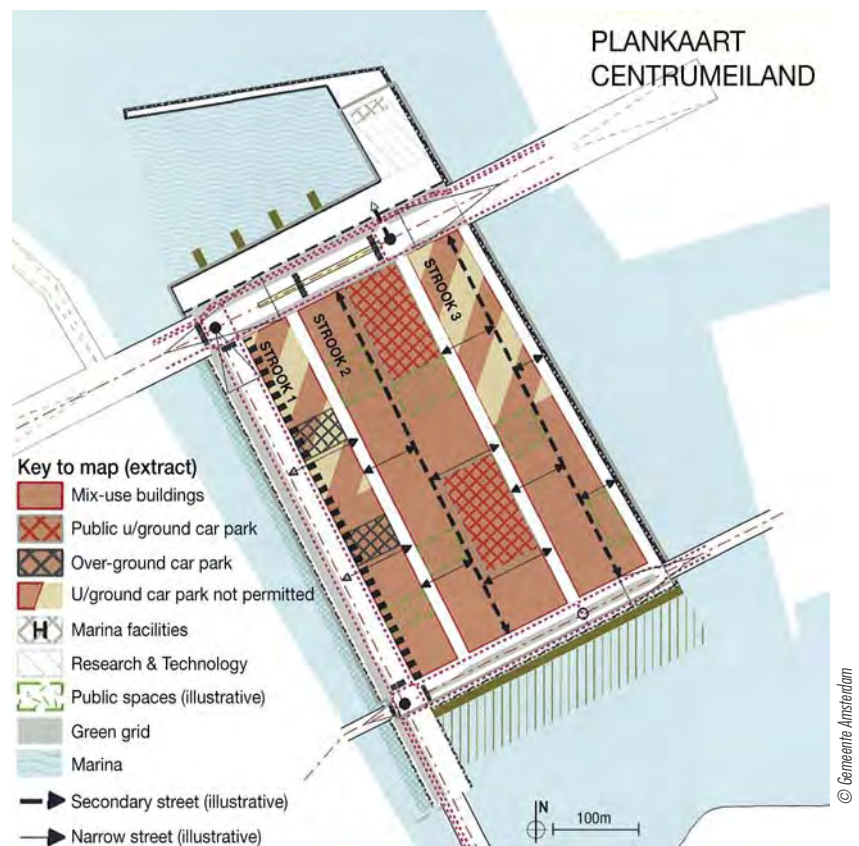 PLANKAART
CENTRUMEILAND
STROOK 1
STROOK 2
STROOK 3
Key to map (extract)
Mix-use buildings
Public u/ground car park
Over-ground car park
U/ground car park not permitted
H
Marina facilities
Research & Technology
Public spaces (illustrative)
Green grid
Marina
Secondary street (illustrative)
Narrow street (illustrative)
N
100m
© Gemeente Amsterdam